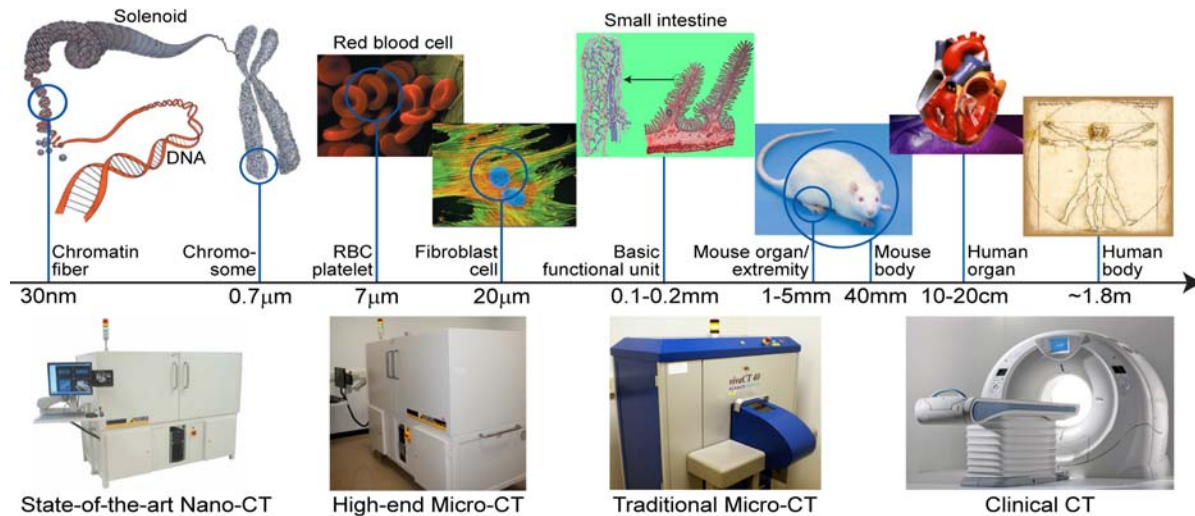 Solenoid
DNA
Red blood cell
Small intestine
Chromatin
fiber
Chromo-
some
RBC
platelet
Fibroblast
cell
Basic
functional unit
Mouse organ/
extremity
Mouse
body
Human
organ
Human
body
30nm
0.7μm
7μm
20μm
0.1-0.2mm
1-5mm
40mm
10-20cm
~1.8m
vivaCT 40
State-of-the-art Nano-CT
High-end Micro-CT
Traditional Micro-CT
Clinical CT